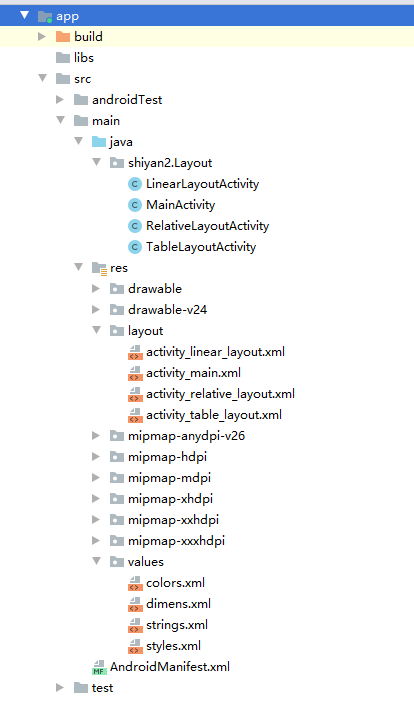 app
build
libs
src
androidTest
main
java
shiyan2.Layout
LinearLayoutActivity
MainActivity
RelativeLayoutActivity
TableLayoutActivity
res
drawable
drawable-v24
layout
activity_linear_layout.xml
activity_main.xml
activity_relative_layout.xml
activity_table_layout.xml
mipmap-anydpi-v26
mipmap-hdpi
mipmap-mdpi
mipmap-xhdpi
mipmap-xxhdpi
mipmap-xxxhdpi
values
colors.xml
dimens.xml
strings.xml
styles.xml
AndroidManifest.xml
test